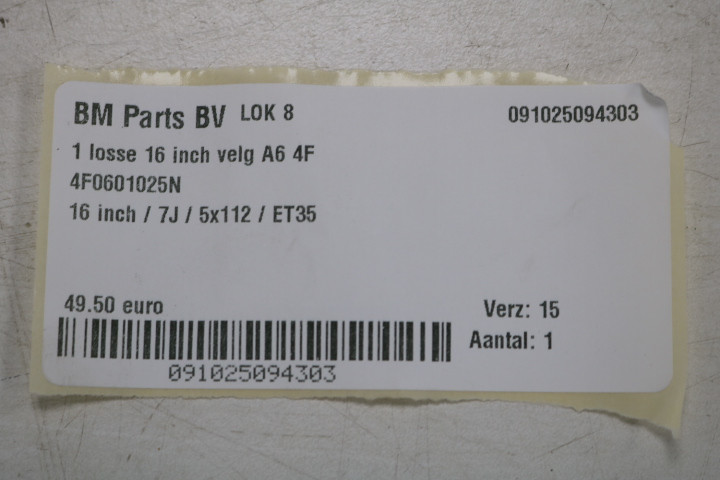 BM Parts BV LOK 8 091025094303
1 losse 16 inch velg A6 4F
4F0601025N
16 inch / 7J / 5x112 / ET35
49.50 euro Verz: 15
Aantal: 1
091025094303